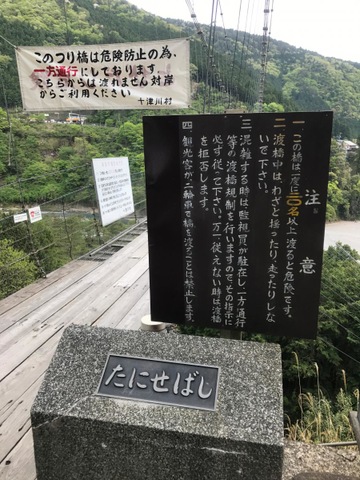 このつり橋は危険防止の為、
一方通行にしております。
こちらからは渡れません対岸
からご利用ください
十津川村
注意
一 この橋は一度に二〇名以上渡ると危険です。
二 渡橋中は、わざと揺ったり、走ったりしな
いで下さい。
三 混雑する時は監視員が駐在し、一方通行
等の渡橋規制を行いますので、その指示に
必ず従って下さい。万一従えない時は渡橋
を拒否します。
四 観光客が二輪車で橋を渡ることは禁止します。
たにせばし